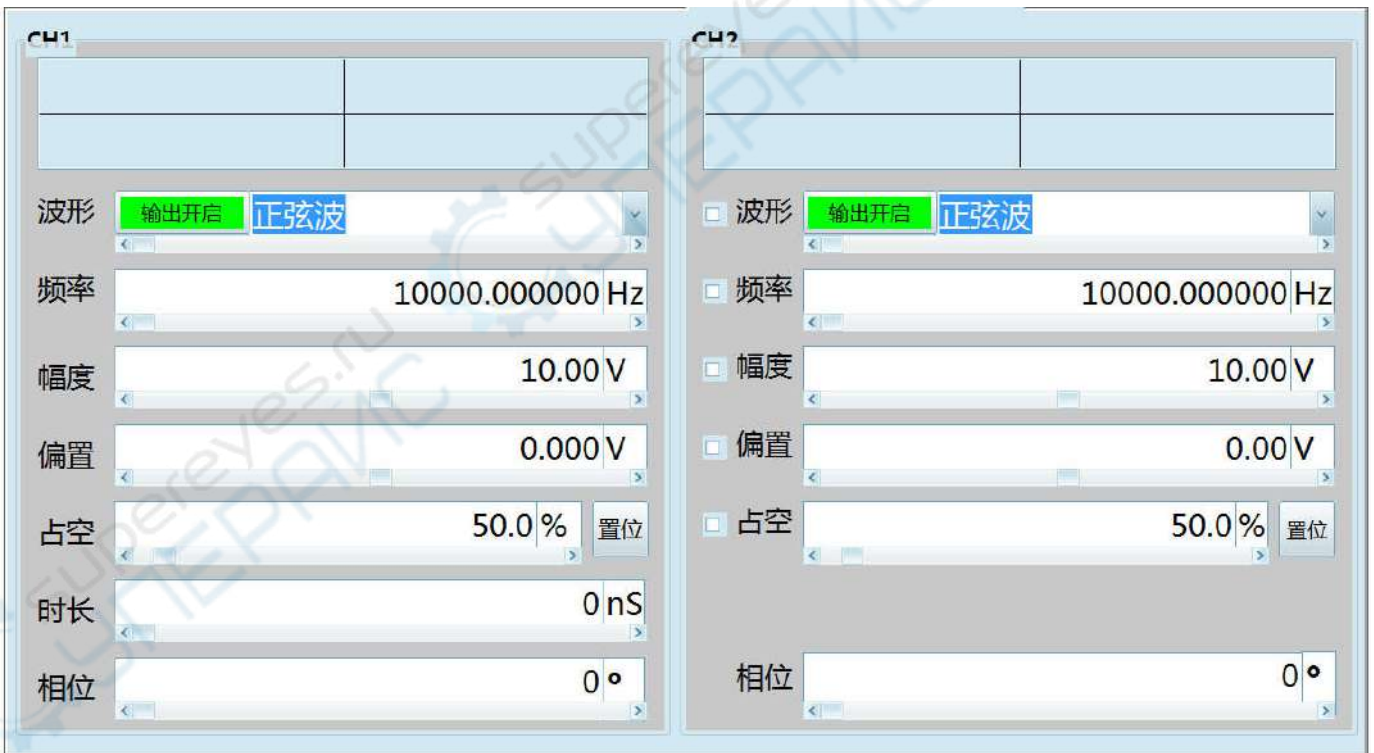 CH1
波形 输出开启 正弦波
频率 10000.000000 Hz
幅度 10.00 V
偏置 0.000 V
占空 50.0 % 置位
时长 0 nS
相位 0 °
CH2
波形 输出开启 正弦波
频率 10000.000000 Hz
幅度 10.00 V
偏置 0.00 V
占空 50.0 % 置位
相位 0 °
supereyes.ru
СУПЕРАЙС